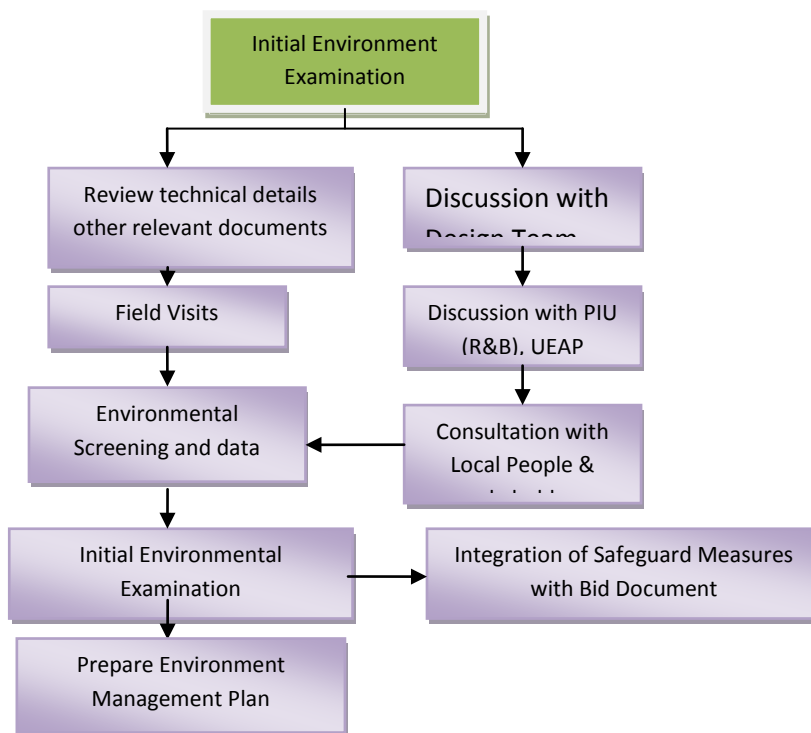 Initial Environment
Examination
Review technical details
other relevant documents
Discussion with
Design Team
Field Visits
Discussion with PIU
(R&B), UEAP
Environmental
Screening and data
Consultation with
Local People &
Initial Environmental
Examination
Integration of Safeguard Measures
with Bid Document
Prepare Environment
Management Plan